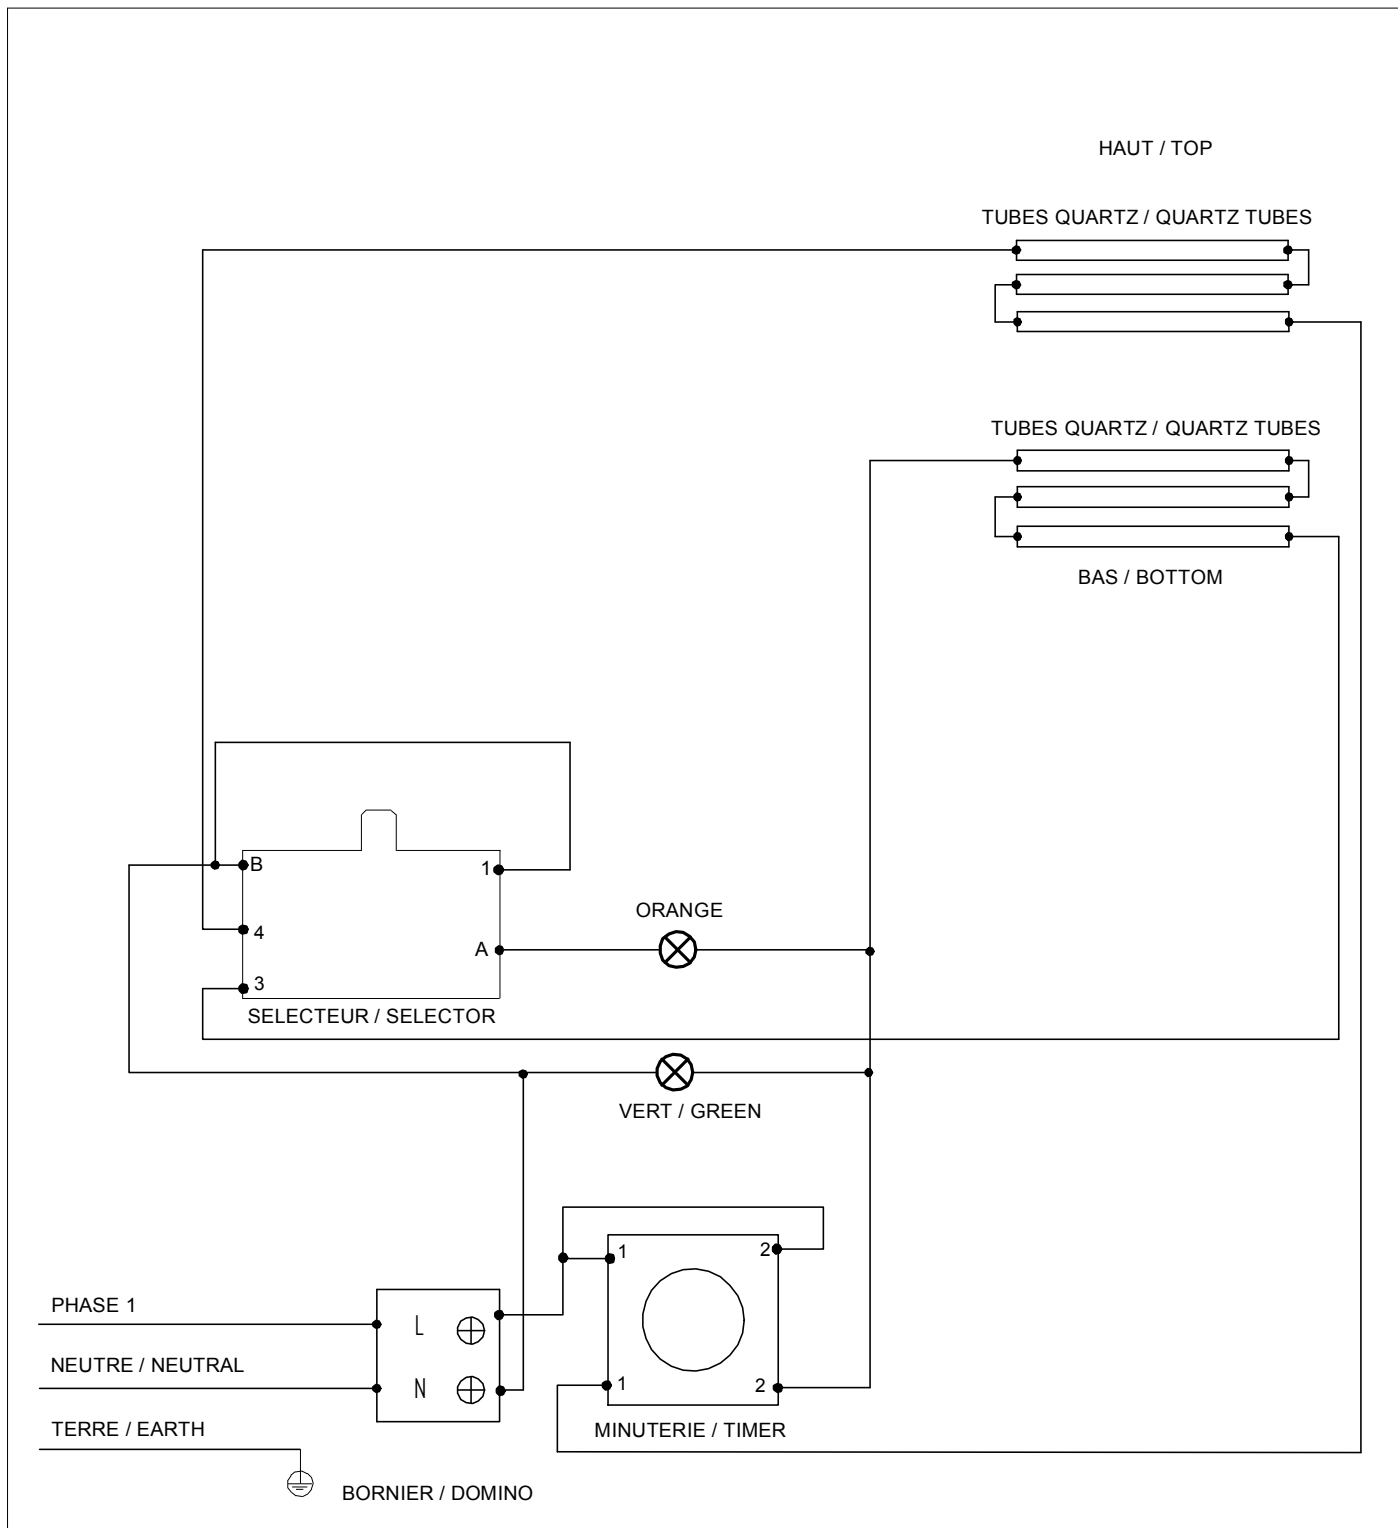 HAUT / TOP
TUBES QUARTZ / QUARTZ TUBES
TUBES QUARTZ / QUARTZ TUBES
BAS / BOTTOM
B
1
4
A
3
ORANGE
SELECTEUR / SELECTOR
VERT / GREEN
1
2
PHASE 1
L
NEUTRE / NEUTRAL
N
1
2
TERRE / EARTH
MINUTERIE / TIMER
BORNIER / DOMINO